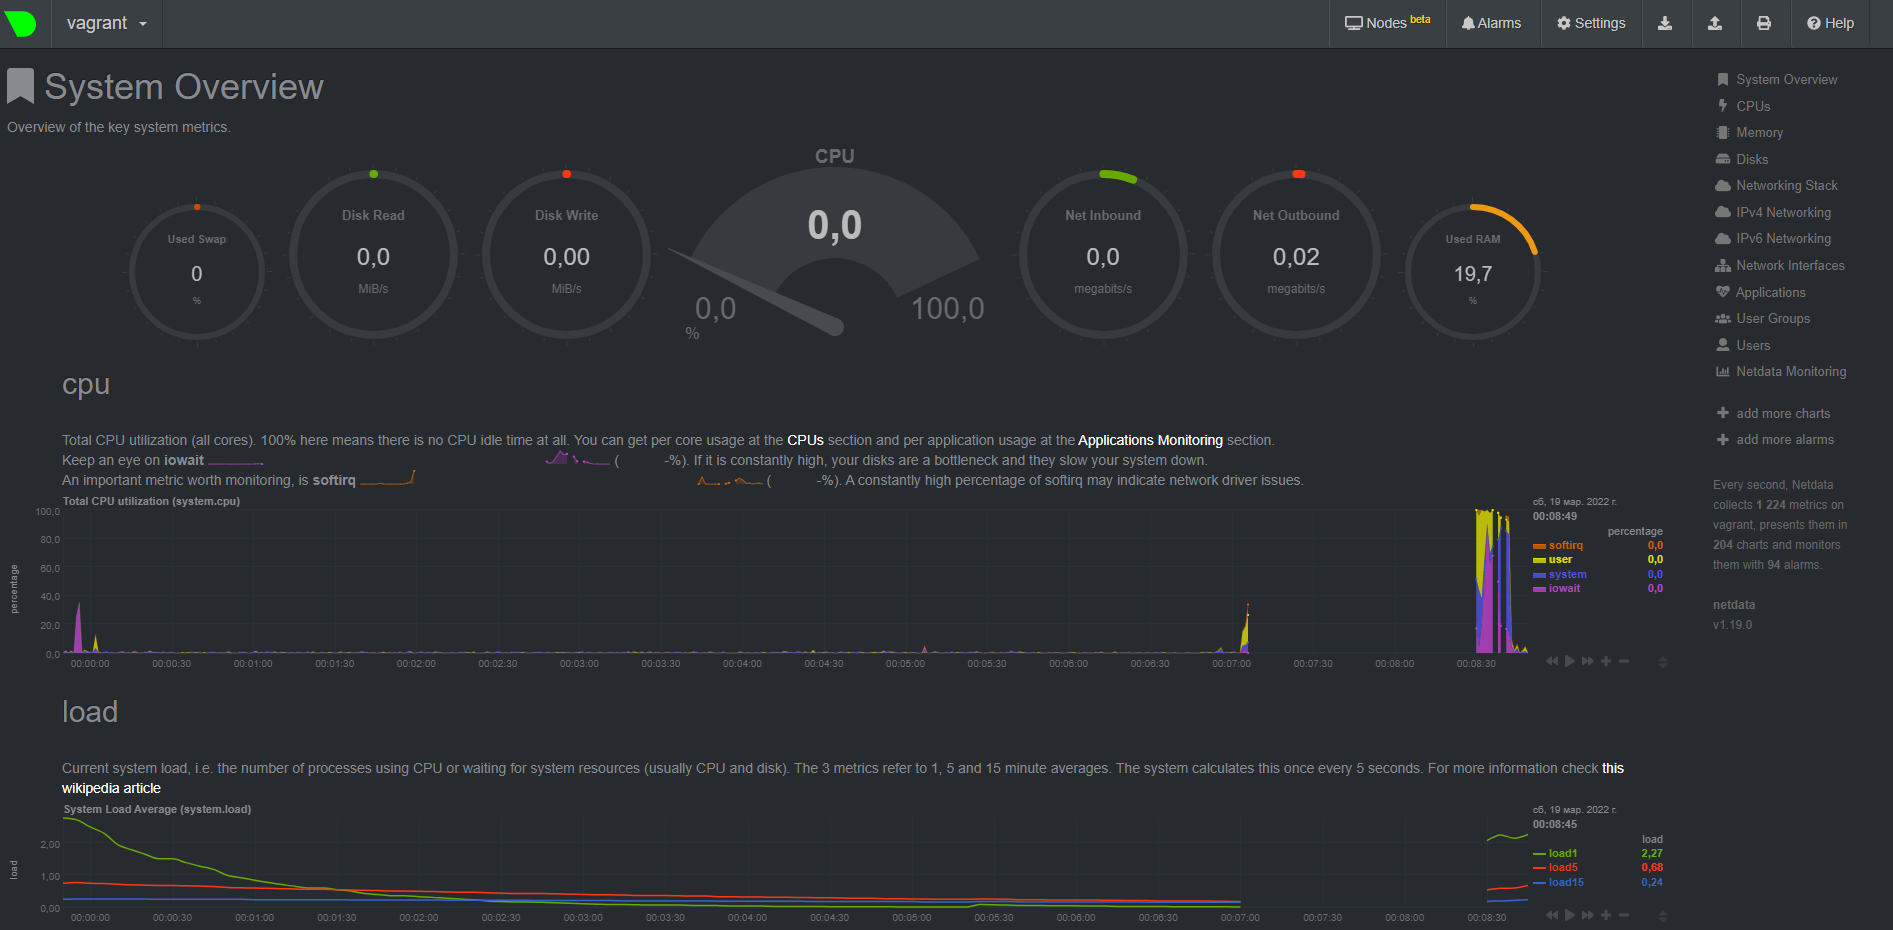 vagrant
Nodes beta
Alarms
Settings
Help
System Overview
Overview of the key system metrics.
Used Swap
0
%
Disk Read
0,0
MiB/s
Disk Write
0,00
MiB/s
CPU
0,0
0,0
100,0
%
Net Inbound
0,0
megabits/s
Net Outbound
0,02
megabits/s
Used RAM
19,7
%
cpu
Total CPU utilization (all cores). 100% here means there is no CPU idle time at all. You can get per core usage at the CPUs section and per application usage at the Applications Monitoring section.
Keep an eye on iowait ( -%). If it is constantly high, your disks are a bottleneck and they slow your system down.
An important metric worth monitoring, is softirq ( -%). A constantly high percentage of softirq may indicate network driver issues.
Total CPU utilization (system.cpu)
percentage
100,0
80,0
60,0
40,0
20,0
0,0
00:00:00 00:00:30 00:01:00 00:01:30 00:02:00 00:02:30 00:03:00 00:03:30 00:04:00 00:04:30 00:05:00 00:05:30 00:06:00 00:06:30 00:07:00 00:07:30 00:08:00 00:08:30
сб, 19 мар. 2022 г.
00:08:49
percentage
softirq 0,0
user 0,0
system 0,0
iowait 0,0
load
Current system load, i.e. the number of processes using CPU or waiting for system resources (usually CPU and disk). The 3 metrics refer to 1, 5 and 15 minute averages. The system calculates this once every 5 seconds. For more information check this
wikipedia article
System Load Average (system.load)
load
2,00
1,00
0,00
00:00:00 00:00:30 00:01:00 00:01:30 00:02:00 00:02:30 00:03:00 00:03:30 00:04:00 00:04:30 00:05:00 00:05:30 00:06:00 00:06:30 00:07:00 00:07:30 00:08:00 00:08:30
сб, 19 мар. 2022 г.
00:08:45
load
load1 2,27
load5 0,68
load15 0,24
System Overview
CPUs
Memory
Disks
Networking Stack
IPv4 Networking
IPv6 Networking
Network Interfaces
Applications
User Groups
Users
Netdata Monitoring
add more charts
add more alarms
Every second, Netdata
collects 1 224 metrics on
vagrant, presents them in
204 charts and monitors
them with 94 alarms.
netdata
v1.19.0